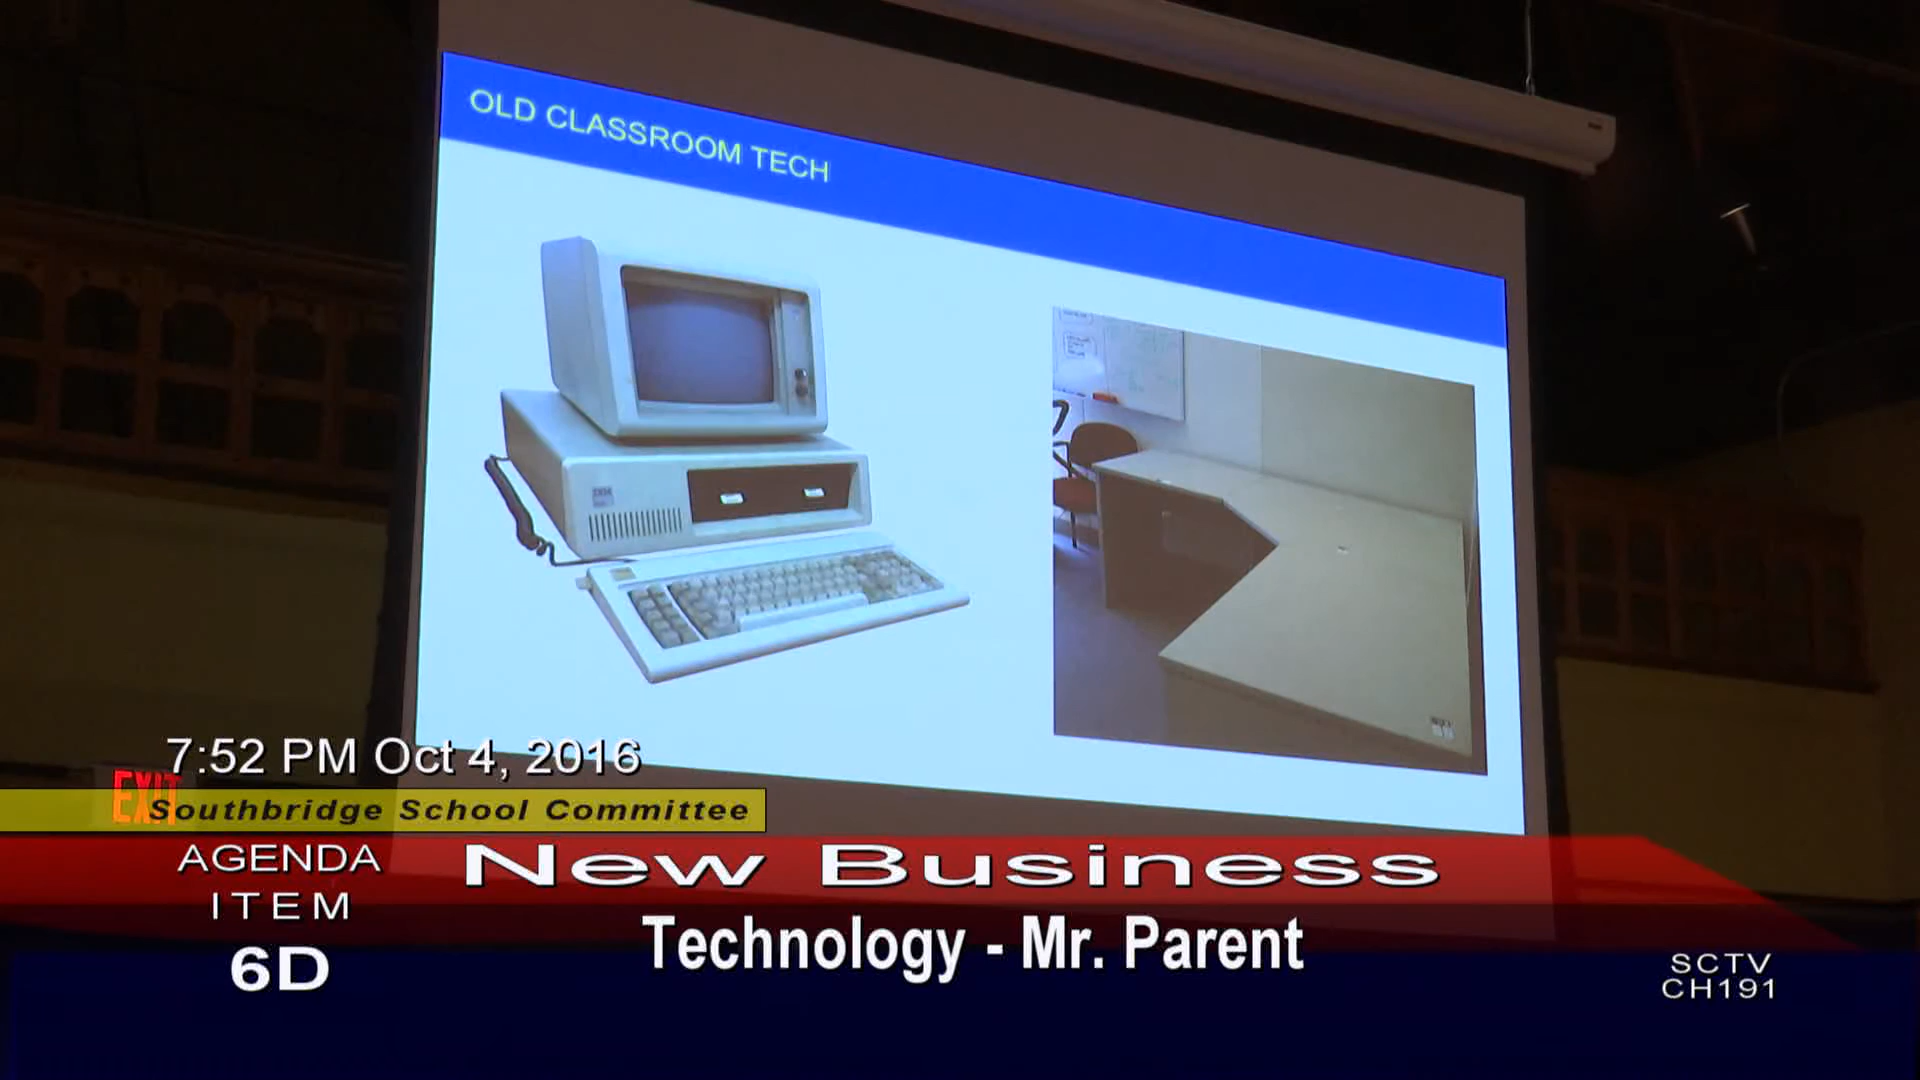 OLD CLASSROOM TECH
IBM
7:52 PM Oct 4, 2016
EXIT
Southbridge School Committee
AGENDA
ITEM
6D
New Business
Technology - Mr. Parent
SCTV
CH191